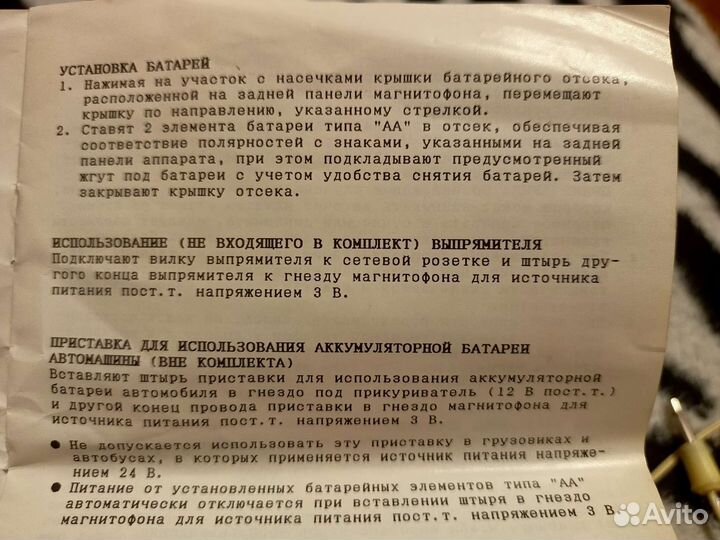 УСТАНОВКА БАТАРЕЙ
1. Нажимая на участок с насечками крышки батарейного отсека,
расположенной на задней панели магнитофона, перемещают
крышку по направлению, указанному стрелкой.
2. Ставят 2 элемента батареи типа "АА" в отсек, обеспечивая
соответствие полярностей с знаками, указанными на задней
панели аппарата, при этом подкладывают предусмотренный
жгут под батареи с учетом удобства снятия батарей. Затем
закрывают крышку отсека.
ИСПОЛЬЗОВАНИЕ (НЕ ВХОДЯЩЕГО В КОМПЛЕКТ) ВЫПРЯМИТЕЛЯ
Подключают вилку выпрямителя к сетевой розетке и штырь дру-
гого конца выпрямителя к гнезду магнитофона для источника
питания пост.т. напряжением 3 В.
ПРИСТАВКА ДЛЯ ИСПОЛЬЗОВАНИЯ АККУМУЛЯТОРНОЙ БАТАРЕИ
АВТОМАШИНЫ (ВНЕ КОМПЛЕКТА)
Вставляют штырь приставки для использования аккумуляторной
батареи автомобиля в гнездо под прикуриватель (12 В пост.т.)
и другой конец провода приставки в гнездо магнитофона для
источника питания пост.т. напряжением 3 В.
● Не допускается использовать эту приставку в грузовиках и
автобусах, в которых применяется источник питания напряже-
нием 24 В.
● Питание от установленных батарейных элементов типа "АА"
автоматически отключается при вставлении штыря в гнездо
магнитофона для источника питания пост.т. напряжением 3 В.
Avito